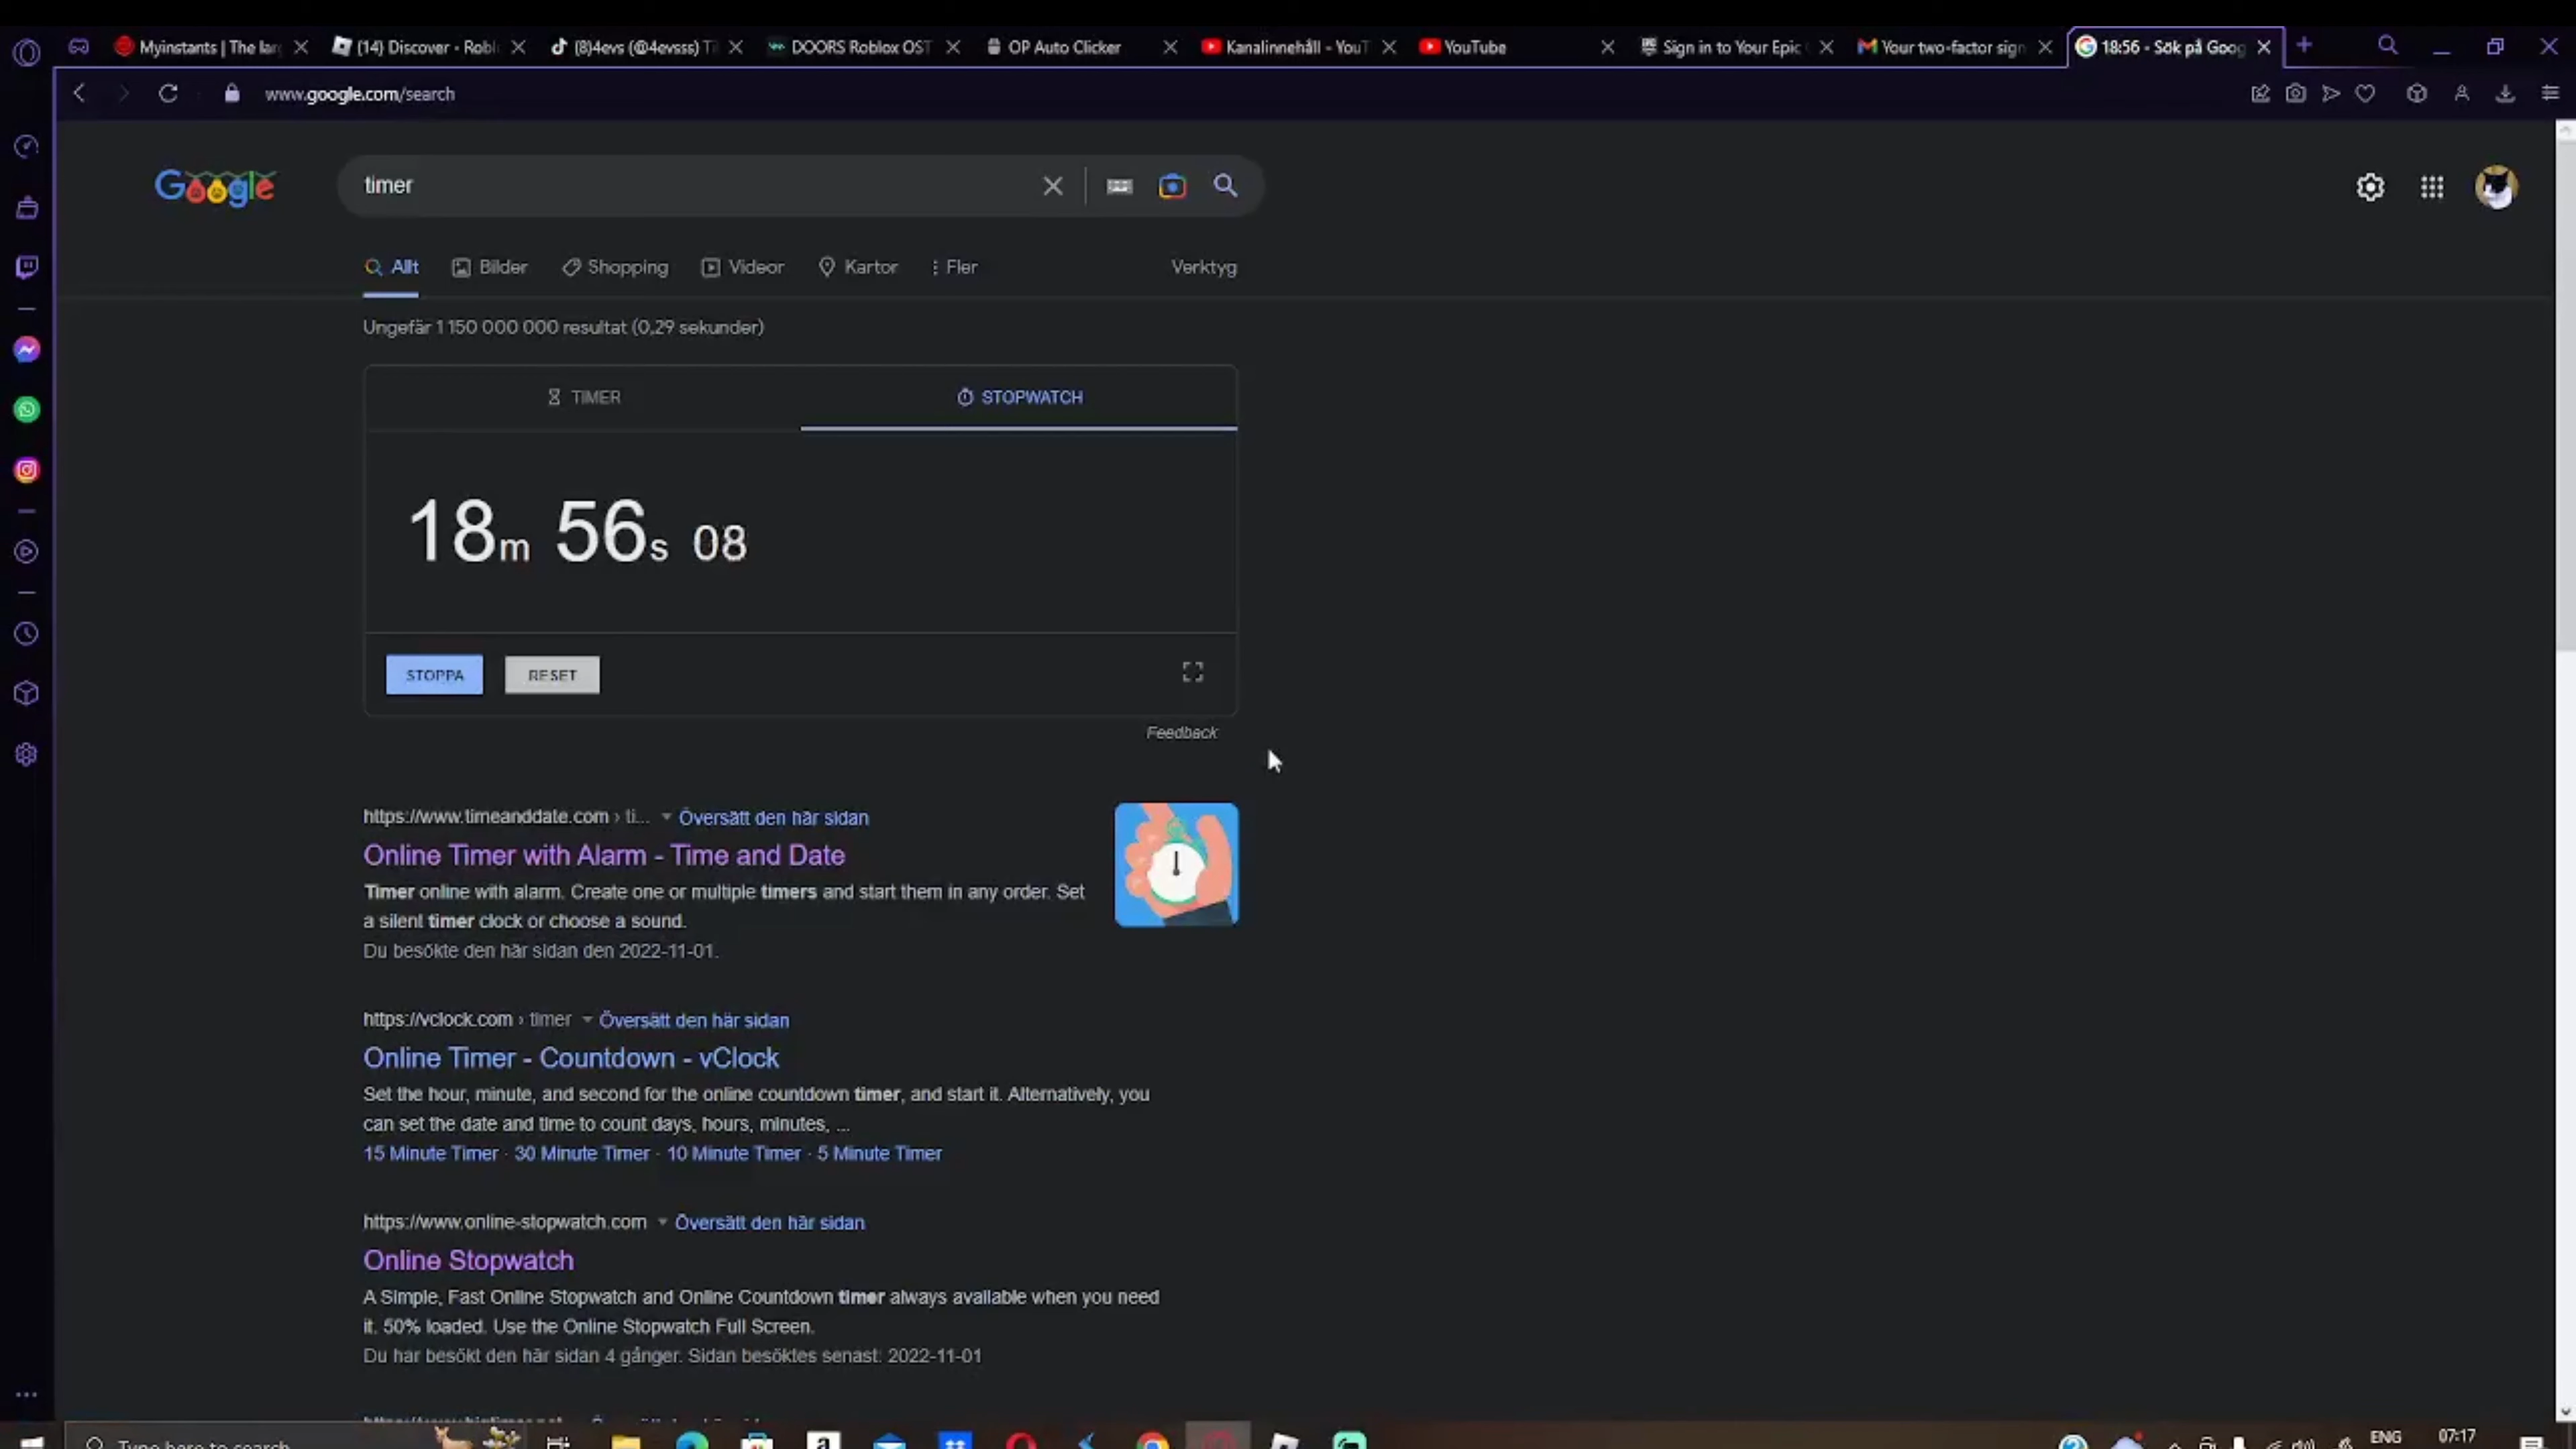 Myinstants | The lar
(14) Discover - Robl
(8)4evs (@4evsss) Ti
DOORS Roblox OST
OP Auto Clicker
Kanalinnehåll - YouT
YouTube
Sign in to Your Epic
Your two-factor sign
18:56 - Sök på Goog
www.google.com/search
Google
timer
Allt
Bilder
Shopping
Videor
Kartor
Fler
Verktyg
Ungefär 1 150 000 000 resultat (0,29 sekunder)
TIMER
STOPWATCH
18m 56s 08
STOPPA
RESET
Feedback
https://www.timeanddate.com › ti... Översätt den här sidan
Online Timer with Alarm - Time and Date
Timer online with alarm. Create one or multiple timers and start them in any order. Set
a silent timer clock or choose a sound.
Du besökte den här sidan den 2022-11-01.
https://vclock.com › timer Översätt den här sidan
Online Timer - Countdown - vClock
Set the hour, minute, and second for the online countdown timer, and start it. Alternatively, you
can set the date and time to count days, hours, minutes, ...
15 Minute Timer · 30 Minute Timer · 10 Minute Timer · 5 Minute Timer
https://www.online-stopwatch.com Översätt den här sidan
Online Stopwatch
A Simple, Fast Online Stopwatch and Online Countdown timer always available when you need
it. 50% loaded. Use the Online Stopwatch Full Screen.
Du har besökt den här sidan 4 gånger. Sidan besöktes senast: 2022-11-01
Type here to search
ENG
07:17